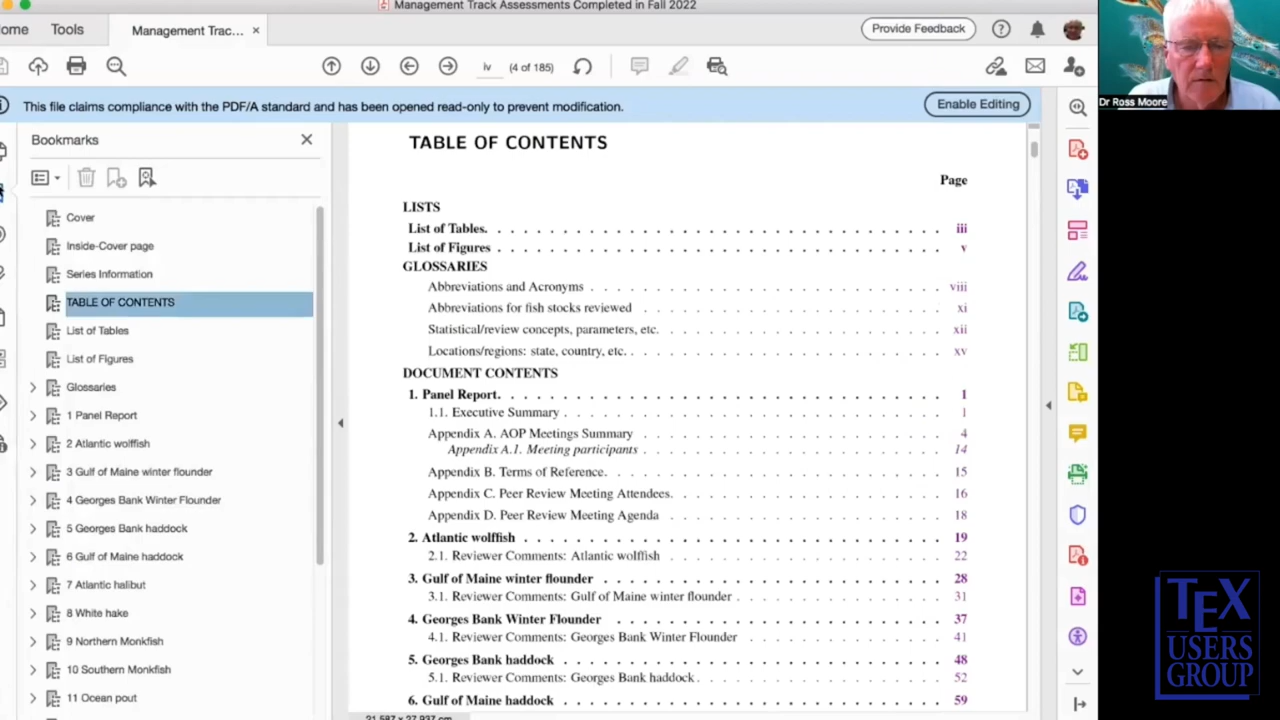 Management Track Assessments Completed in Fall 2022
ome
Tools
Management Trac...
Provide Feedback
iv
(4 of 185)
This file claims compliance with the PDF/A standard and has been opened read-only to prevent modification.
Enable Editing
Dr Ross Moore
Bookmarks
Cover
Inside-Cover page
Series Information
TABLE OF CONTENTS
List of Tables
List of Figures
Glossaries
1 Panel Report
2 Atlantic wolffish
3 Gulf of Maine winter flounder
4 Georges Bank Winter Flounder
5 Georges Bank haddock
6 Gulf of Maine haddock
7 Atlantic halibut
8 White hake
9 Northern Monkfish
10 Southern Monkfish
11 Ocean pout
TABLE OF CONTENTS
Page
LISTS
List of Tables. . . . . . . . . . . . . . . . . . . . . . . . . . iii
List of Figures . . . . . . . . . . . . . . . . . . . . . . . . . v
GLOSSARIES
Abbreviations and Acronyms . . . . . . . . . . . . . . . . . . . . viii
Abbreviations for fish stocks reviewed . . . . . . . . . . . . . . . . . xi
Statistical/review concepts, parameters, etc. . . . . . . . . . . . . . . . xii
Locations/regions: state, country, etc. . . . . . . . . . . . . . . . . . xv
DOCUMENT CONTENTS
1. Panel Report. . . . . . . . . . . . . . . . . . . . . . . . . 1
1.1. Executive Summary . . . . . . . . . . . . . . . . . . . . . 1
Appendix A. AOP Meetings Summary . . . . . . . . . . . . . . . . . 4
Appendix A.1. Meeting participants . . . . . . . . . . . . . . . . . 14
Appendix B. Terms of Reference. . . . . . . . . . . . . . . . . . . 15
Appendix C. Peer Review Meeting Attendees. . . . . . . . . . . . . . . 16
Appendix D. Peer Review Meeting Agenda . . . . . . . . . . . . . . . 18
2. Atlantic wolffish . . . . . . . . . . . . . . . . . . . . . . . . 19
2.1. Reviewer Comments: Atlantic wolffish . . . . . . . . . . . . . . . 22
3. Gulf of Maine winter flounder . . . . . . . . . . . . . . . . . . . 28
3.1. Reviewer Comments: Gulf of Maine winter flounder . . . . . . . . . . . 31
4. Georges Bank Winter Flounder . . . . . . . . . . . . . . . . . . 37
4.1. Reviewer Comments: Georges Bank Winter Flounder . . . . . . . . . . . 41
5. Georges Bank haddock . . . . . . . . . . . . . . . . . . . . . 48
5.1. Reviewer Comments: Georges Bank haddock . . . . . . . . . . . . . 52
6. Gulf of Maine haddock . . . . . . . . . . . . . . . . . . . . . 59
21.587 x 27.937 cm
TEX
USERS
GROUP